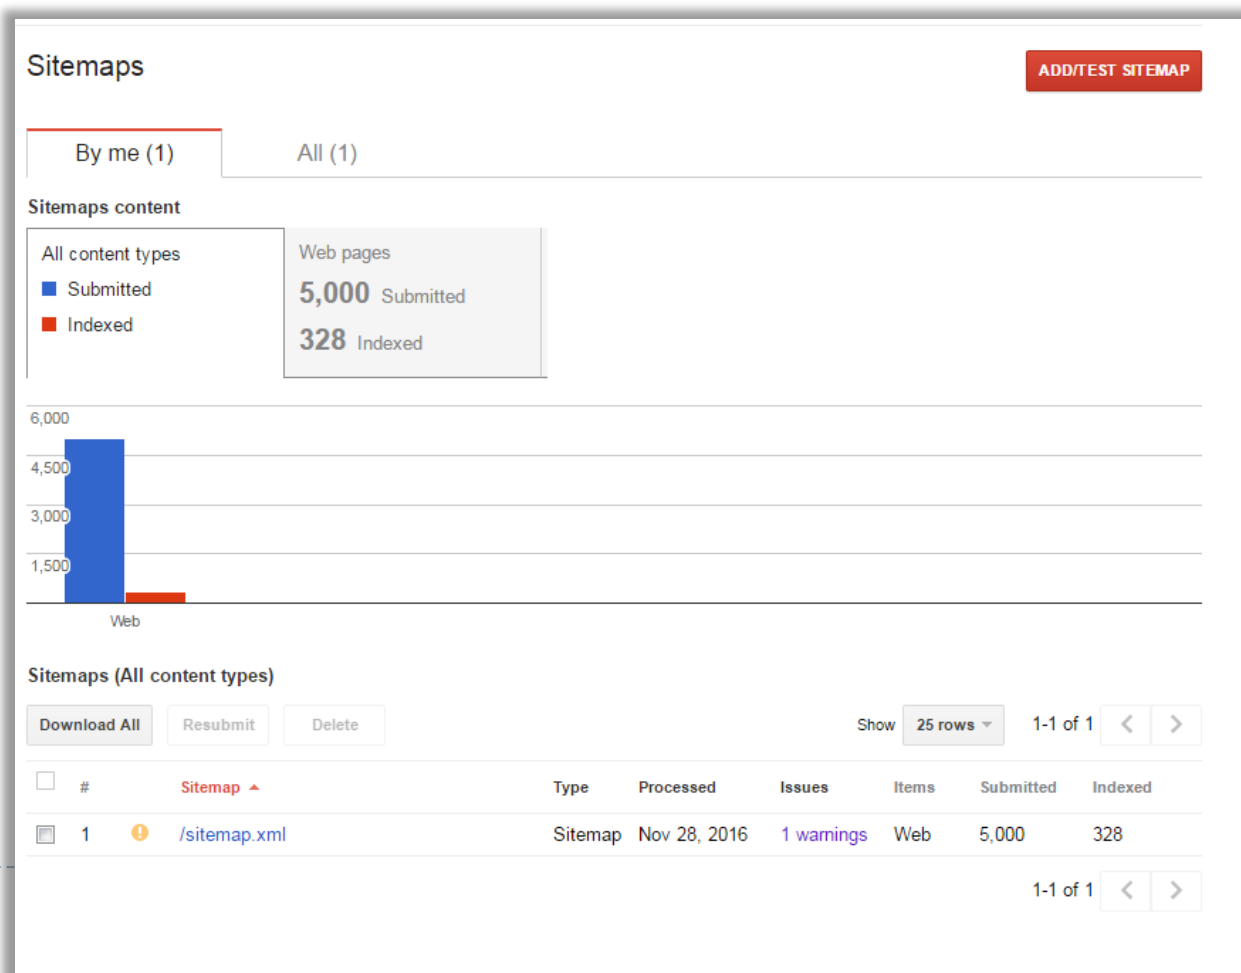 Sitemaps
ADD/TEST SITEMAP
By me (1) All (1)
Sitemaps content
All content types
Submitted
Indexed
Web pages
5,000 Submitted
328 Indexed
6,000
4,500
3,000
1,500
Web
Sitemaps (All content types)
Download All Resubmit Delete Show 25 rows 1-1 of 1
# Sitemap Type Processed Issues Items Submitted Indexed
1 /sitemap.xml Sitemap Nov 28, 2016 1 warnings Web 5,000 328
1-1 of 1